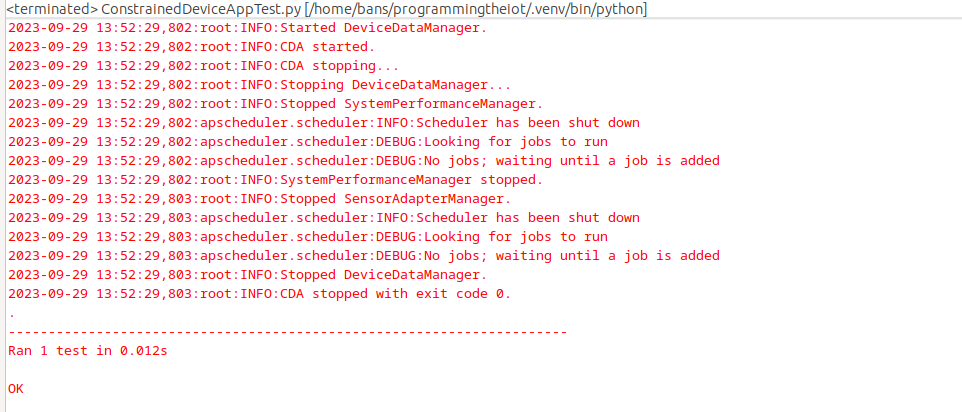 <terminated> ConstrainedDeviceAppTest.py [/home/bans/programmingtheiot/.venv/bin/python]
2023-09-29 13:52:29,802:root:INFO:Started DeviceDataManager.
2023-09-29 13:52:29,802:root:INFO:CDA started.
2023-09-29 13:52:29,802:root:INFO:CDA stopping...
2023-09-29 13:52:29,802:root:INFO:Stopping DeviceDataManager...
2023-09-29 13:52:29,802:root:INFO:Stopped SystemPerformanceManager.
2023-09-29 13:52:29,802:apscheduler.scheduler:INFO:Scheduler has been shut down
2023-09-29 13:52:29,802:apscheduler.scheduler:DEBUG:Looking for jobs to run
2023-09-29 13:52:29,802:apscheduler.scheduler:DEBUG:No jobs; waiting until a job is added
2023-09-29 13:52:29,802:root:INFO:SystemPerformanceManager stopped.
2023-09-29 13:52:29,803:root:INFO:Stopped SensorAdapterManager.
2023-09-29 13:52:29,803:apscheduler.scheduler:INFO:Scheduler has been shut down
2023-09-29 13:52:29,803:apscheduler.scheduler:DEBUG:Looking for jobs to run
2023-09-29 13:52:29,803:apscheduler.scheduler:DEBUG:No jobs; waiting until a job is added
2023-09-29 13:52:29,803:root:INFO:Stopped DeviceDataManager.
2023-09-29 13:52:29,803:root:INFO:CDA stopped with exit code 0.
.
----------------------------------------------------------------------
Ran 1 test in 0.012s
OK